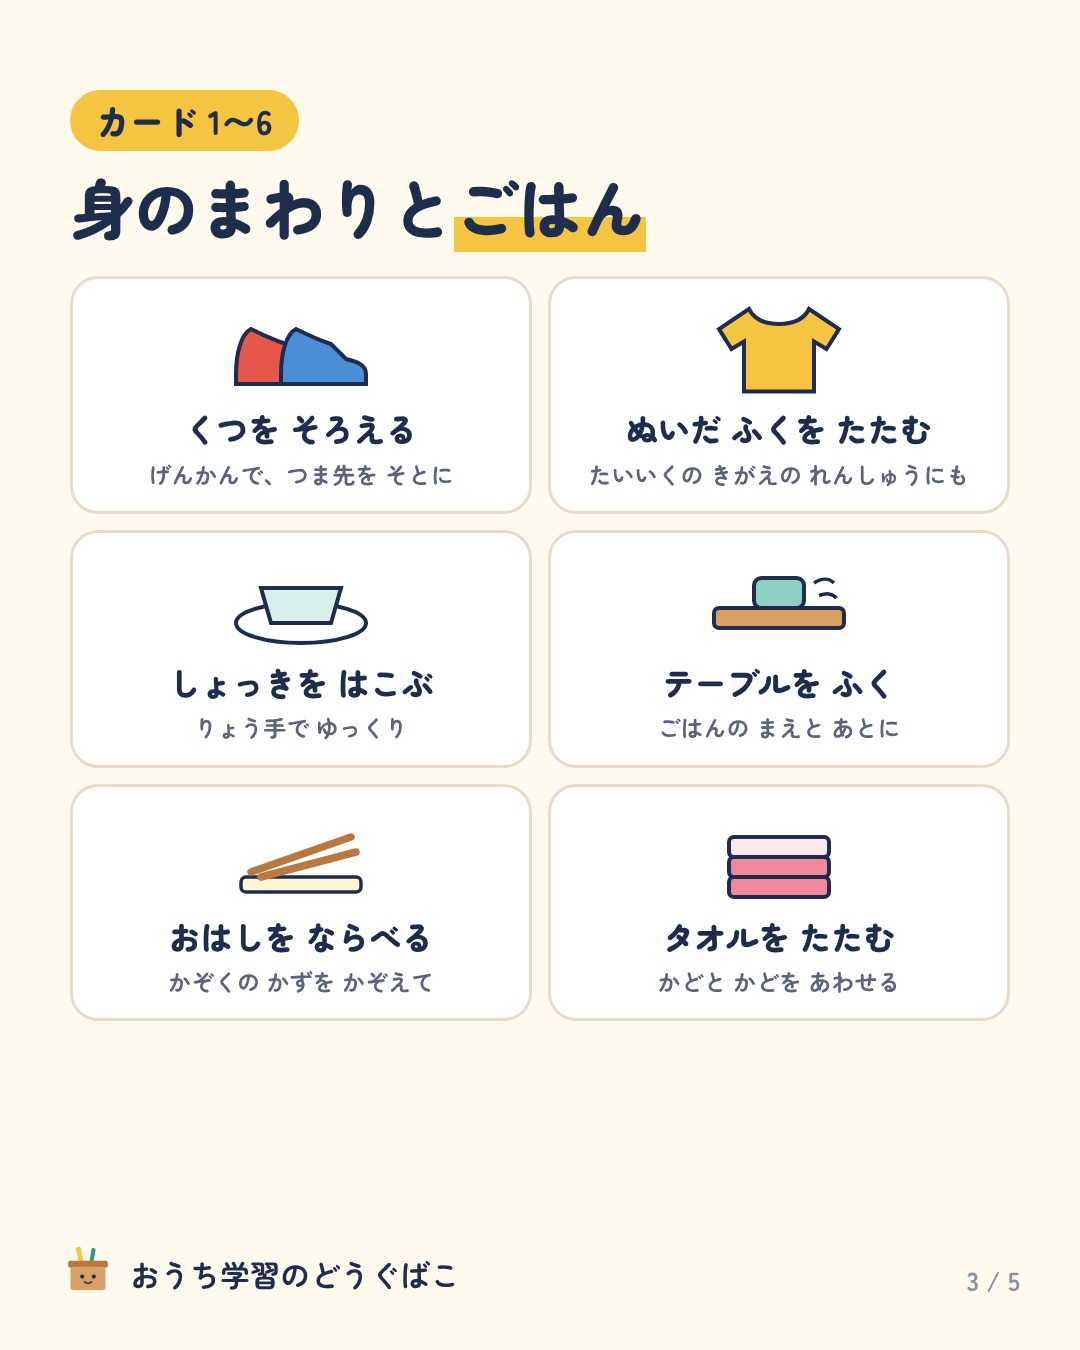 カード 1〜6
身のまわりとごはん
くつを そろえる
げんかんで、つま先を そとに
ぬいだ ふくを たたむ
たいいくの きがえの れんしゅうにも
しょっきを はこぶ
りょう手で ゆっくり
テーブルを ふく
ごはんの まえと あとに
おはしを ならべる
かぞくの かずを かぞえて
タオルを たたむ
かどと かどを あわせる
おうち学習のどうぐばこ
3 / 5